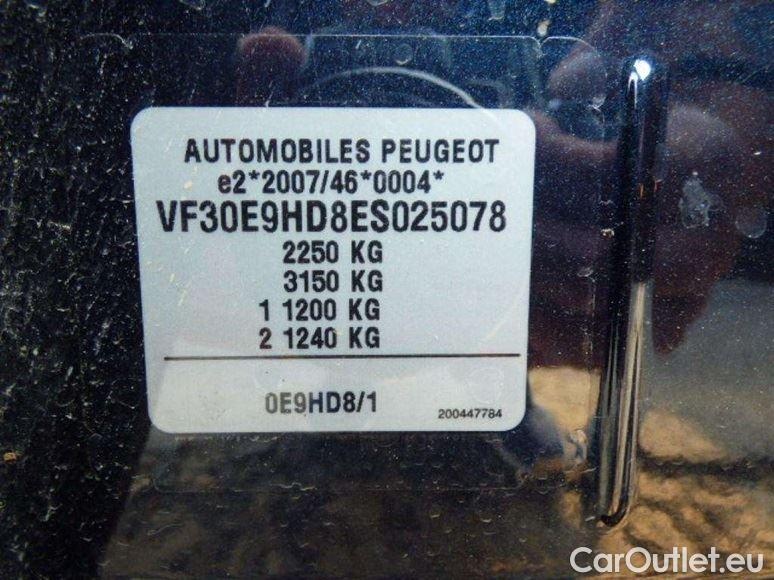 AUTOMOBILES PEUGEOT
e2*2007/46*0004*
VF30E9HD8ES025078
2250 KG
3150 KG
1 1200 KG
2 1240 KG
0E9HD8/1
200447784
CarOutlet.eu